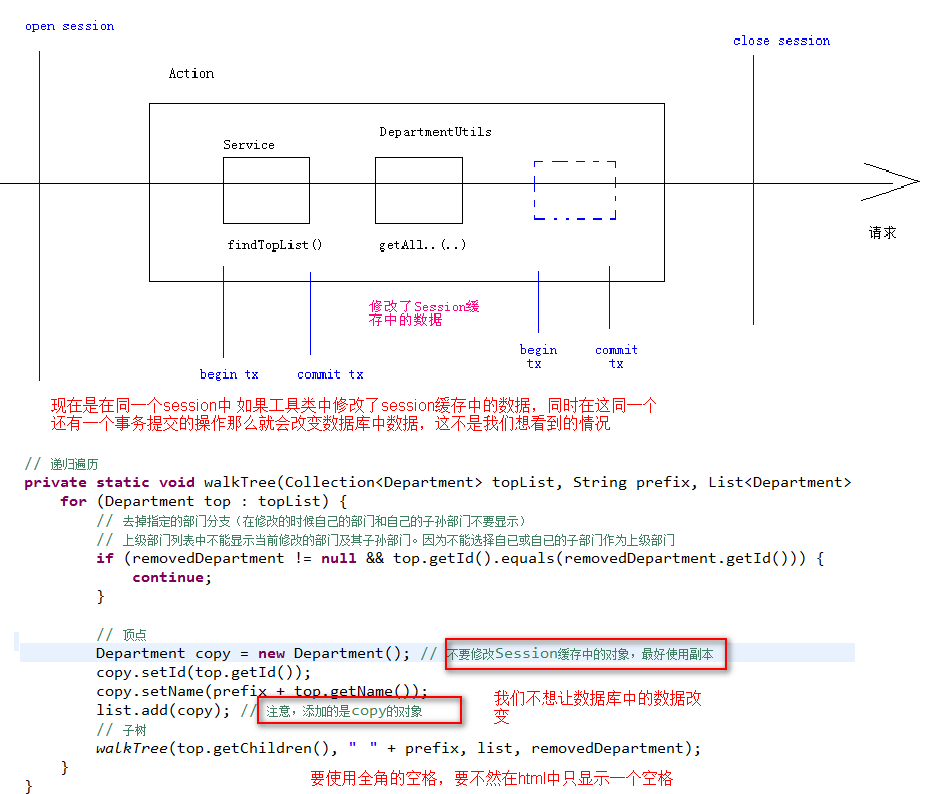 open session
close session
Action
DepartmentUtils
Service
findTopList()
getAll..(..)
请求
修改了Session缓
存中的数据
begin tx
commit tx
begin
tx
commit
tx
现在是在同一个session中 如果工具类中修改了session缓存中的数据，同时在这同一个
还有一个事务提交的操作那么就会改变数据库中数据，这不是我们想看到的情况
// 递归遍历
private static void walkTree(Collection<Department> topList, String prefix, List<Department>
for (Department top : topList) {
// 去掉指定的部门分支（在修改的时候自己的部门和自己的子孙部门不要显示）
// 上级部门列表中不能显示当前修改的部门及其子孙部门。因为不能选择自已或自已的子部门作为上级部门
if (removedDepartment != null && top.getId().equals(removedDepartment.getId())) {
continue;
}
// 顶点
Department copy = new Department(); // 不要修改Session缓存中的对象，最好使用副本
copy.setId(top.getId());
copy.setName(prefix + top.getName());
list.add(copy); // 注意，添加的是copy的对象
我们不想让数据库中的数据改
变
// 子树
walkTree(top.getChildren(), "　" + prefix, list, removedDepartment);
}
要使用全角的空格，要不然在html中只显示一个空格
}